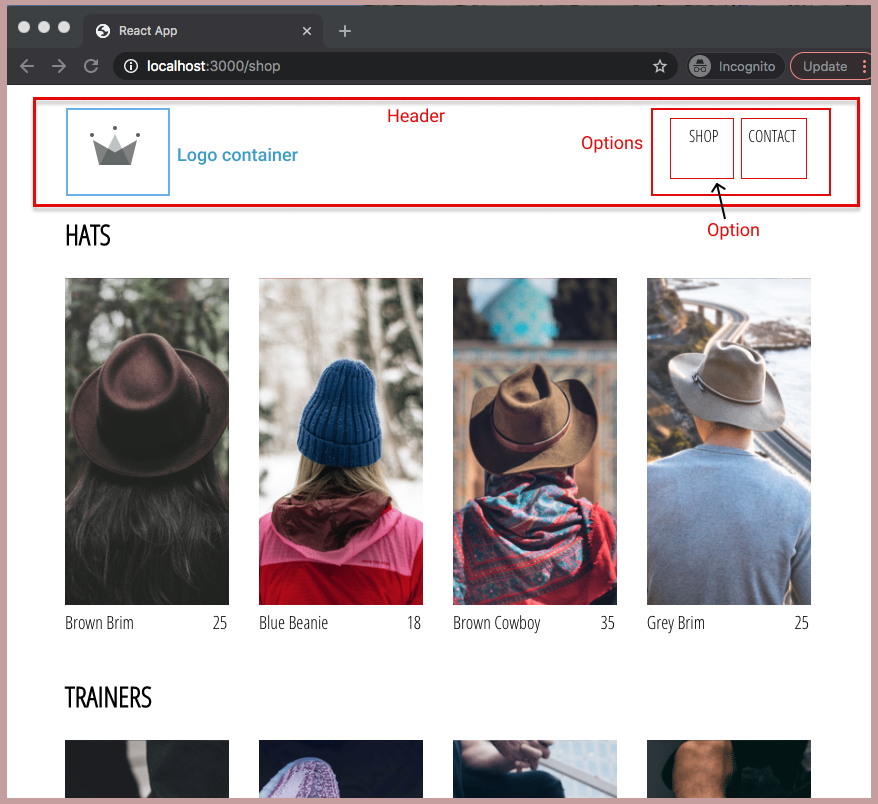 React App
localhost:3000/shop
Incognito
Update
Header
Logo container
Options
SHOP
CONTACT
Option
HATS
Brown Brim 25
Blue Beanie 18
Brown Cowboy 35
Grey Brim 25
TRAINERS